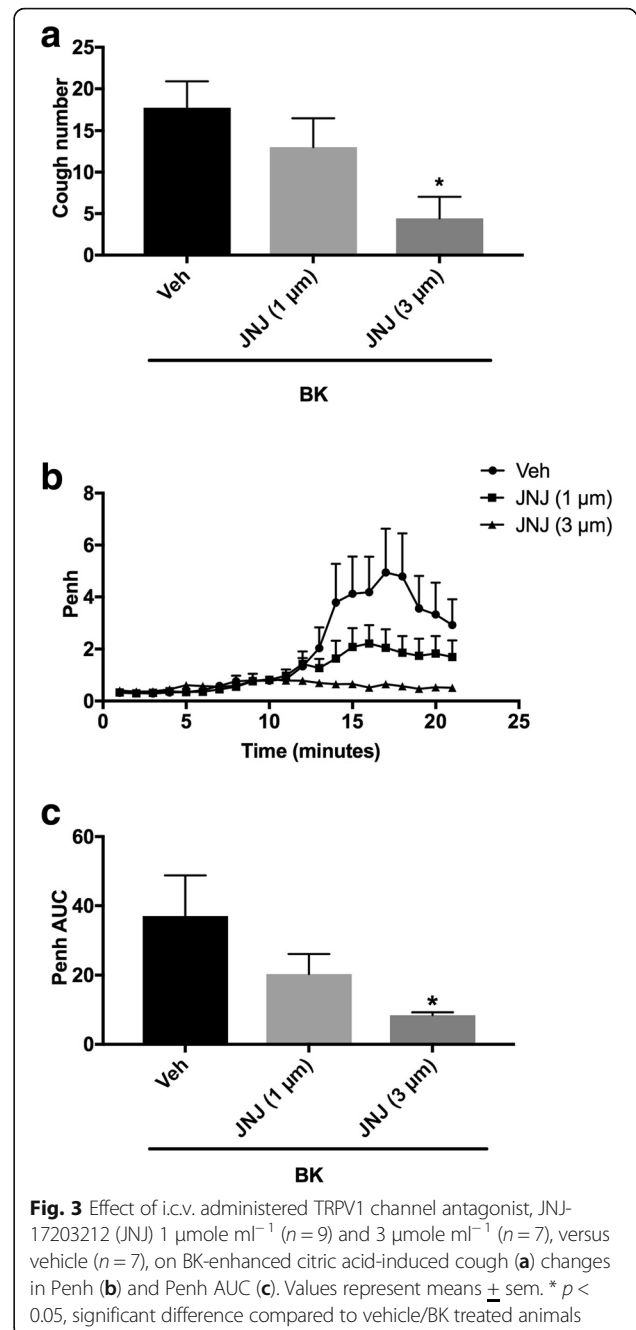 a
25
20
15
10
5
0
Cough number
*
Veh
JNJ (1 µm)
JNJ (3 µm)
BK
b
Veh
JNJ (1 µm)
JNJ (3 µm)
8
6
4
2
0
Penh
0 5 10 15 20 25
Time (minutes)
c
60
40
20
0
Penh AUC
*
Veh
JNJ (1 µm)
JNJ (3 µm)
BK
Fig. 3 Effect of i.c.v. administered TRPV1 channel antagonist, JNJ-
17203212 (JNJ) 1 µmole ml⁻¹ (n = 9) and 3 µmole ml⁻¹ (n = 7), versus
vehicle (n = 7), on BK-enhanced citric acid-induced cough (a) changes
in Penh (b) and Penh AUC (c). Values represent means ± sem. * p <
0.05, significant difference compared to vehicle/BK treated animals